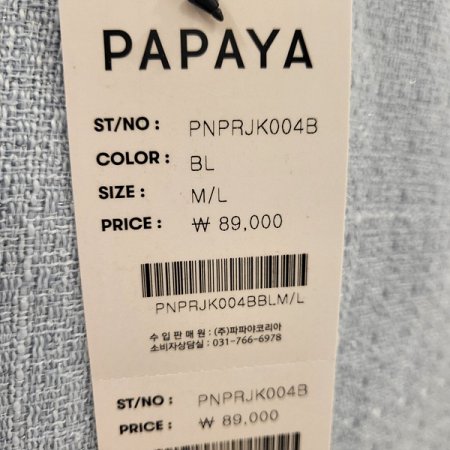 PAPAYA
ST/NO : PNPRJK004B
COLOR : BL
SIZE : M/L
PRICE : ₩ 89,000
PNPRJK004BBLM/L
수 입 판 매 원 : (주)파파야코리아
소비자상담실 : 031-766-6978
ST/NO : PNPRJK004B
PRICE : ₩ 89,000